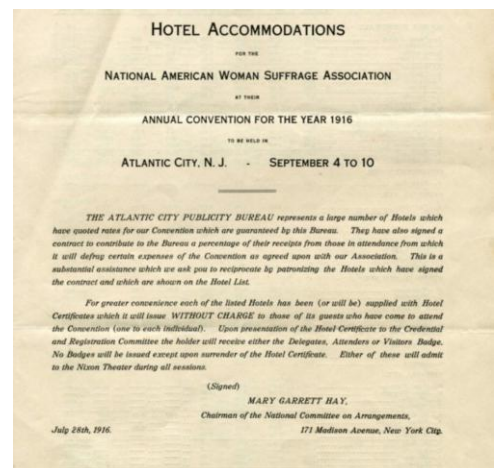 HOTEL ACCOMMODATIONS
FOR THE
NATIONAL AMERICAN WOMAN SUFFRAGE ASSOCIATION
AT THEIR
ANNUAL CONVENTION FOR THE YEAR 1916
TO BE HELD IN
ATLANTIC CITY, N. J. - SEPTEMBER 4 TO 10
THE ATLANTIC CITY PUBLICITY BUREAU represents a large number of Hotels which
have quoted rates for our Convention which are guaranteed by this Bureau. They have also signed a
contract to contribute to the Bureau a percentage of their receipts from those in attendance from which
it will defray certain expenses of the Convention as agreed upon with our Association. This is a
substantial assistance which we ask you to reciprocate by patronizing the Hotels which have signed
the contract and which are shown on the Hotel List.
For greater convenience each of the listed Hotels has been (or will be) supplied with Hotel
Certificates which it will issue WITHOUT CHARGE to those of its guests who have come to attend
the Convention (one to each individual). Upon presentation of the Hotel Certificate to the Credential
and Registration Committee the holder will receive either the Delegates, Attenders or Visitors Badge.
No Badges will be issued except upon surrender of the Hotel Certificate. Either of these will admit
to the Nixon Theater during all sessions.
(Signed)
MARY GARRETT HAY,
Chairman of the National Committee on Arrangements,
July 28th, 1916. 171 Madison Avenue, New York City.